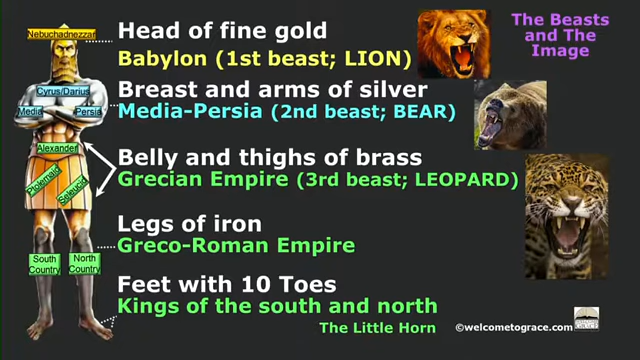 The Beasts
and The
Image
Head of fine gold
Babylon (1st beast; LION)
Breast and arms of silver
Media-Persia (2nd beast; BEAR)
Belly and thighs of brass
Grecian Empire (3rd beast; LEOPARD)
Legs of iron
Greco-Roman Empire
Feet with 10 Toes
Kings of the south and north
The Little Horn
©welcometograce.com
Nebuchadnezzar
Cyrus/Darius
Media
Persia
Alexander
Seleucid
South
Country
North
Country